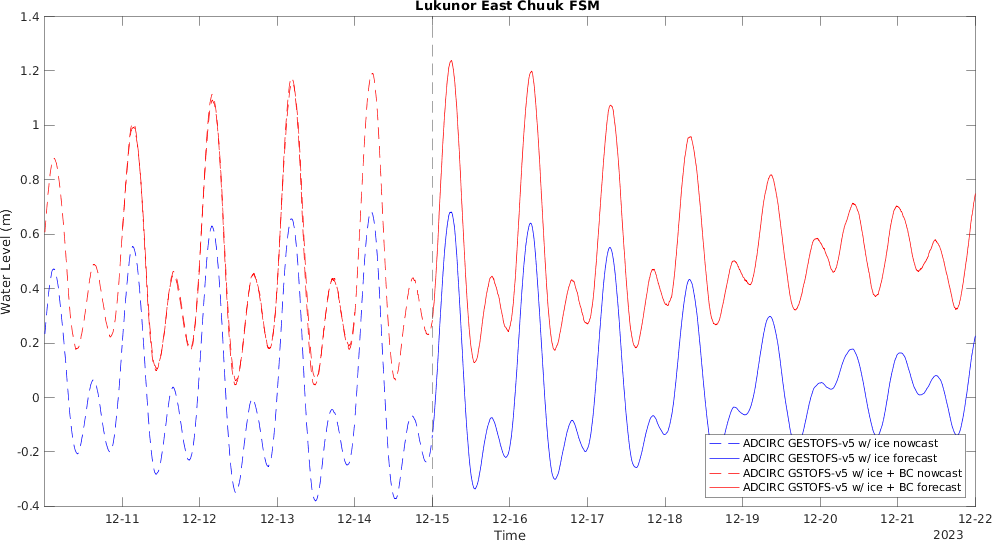 Lukunor East Chuuk FSM
1.4
1.2
1
0.8
0.6
0.4
0.2
0
-0.2
-0.4
Water Level (m)
ADCIRC GESTOFS-v5 w/ ice nowcast
ADCIRC GESTOFS-v5 w/ ice forecast
ADCIRC GSTOFS-v5 w/ ice + BC nowcast
ADCIRC GSTOFS-v5 w/ ice + BC forecast
12-11 12-12 12-13 12-14 12-15 12-16 12-17 12-18 12-19 12-20 12-21 12-22
Time
2023